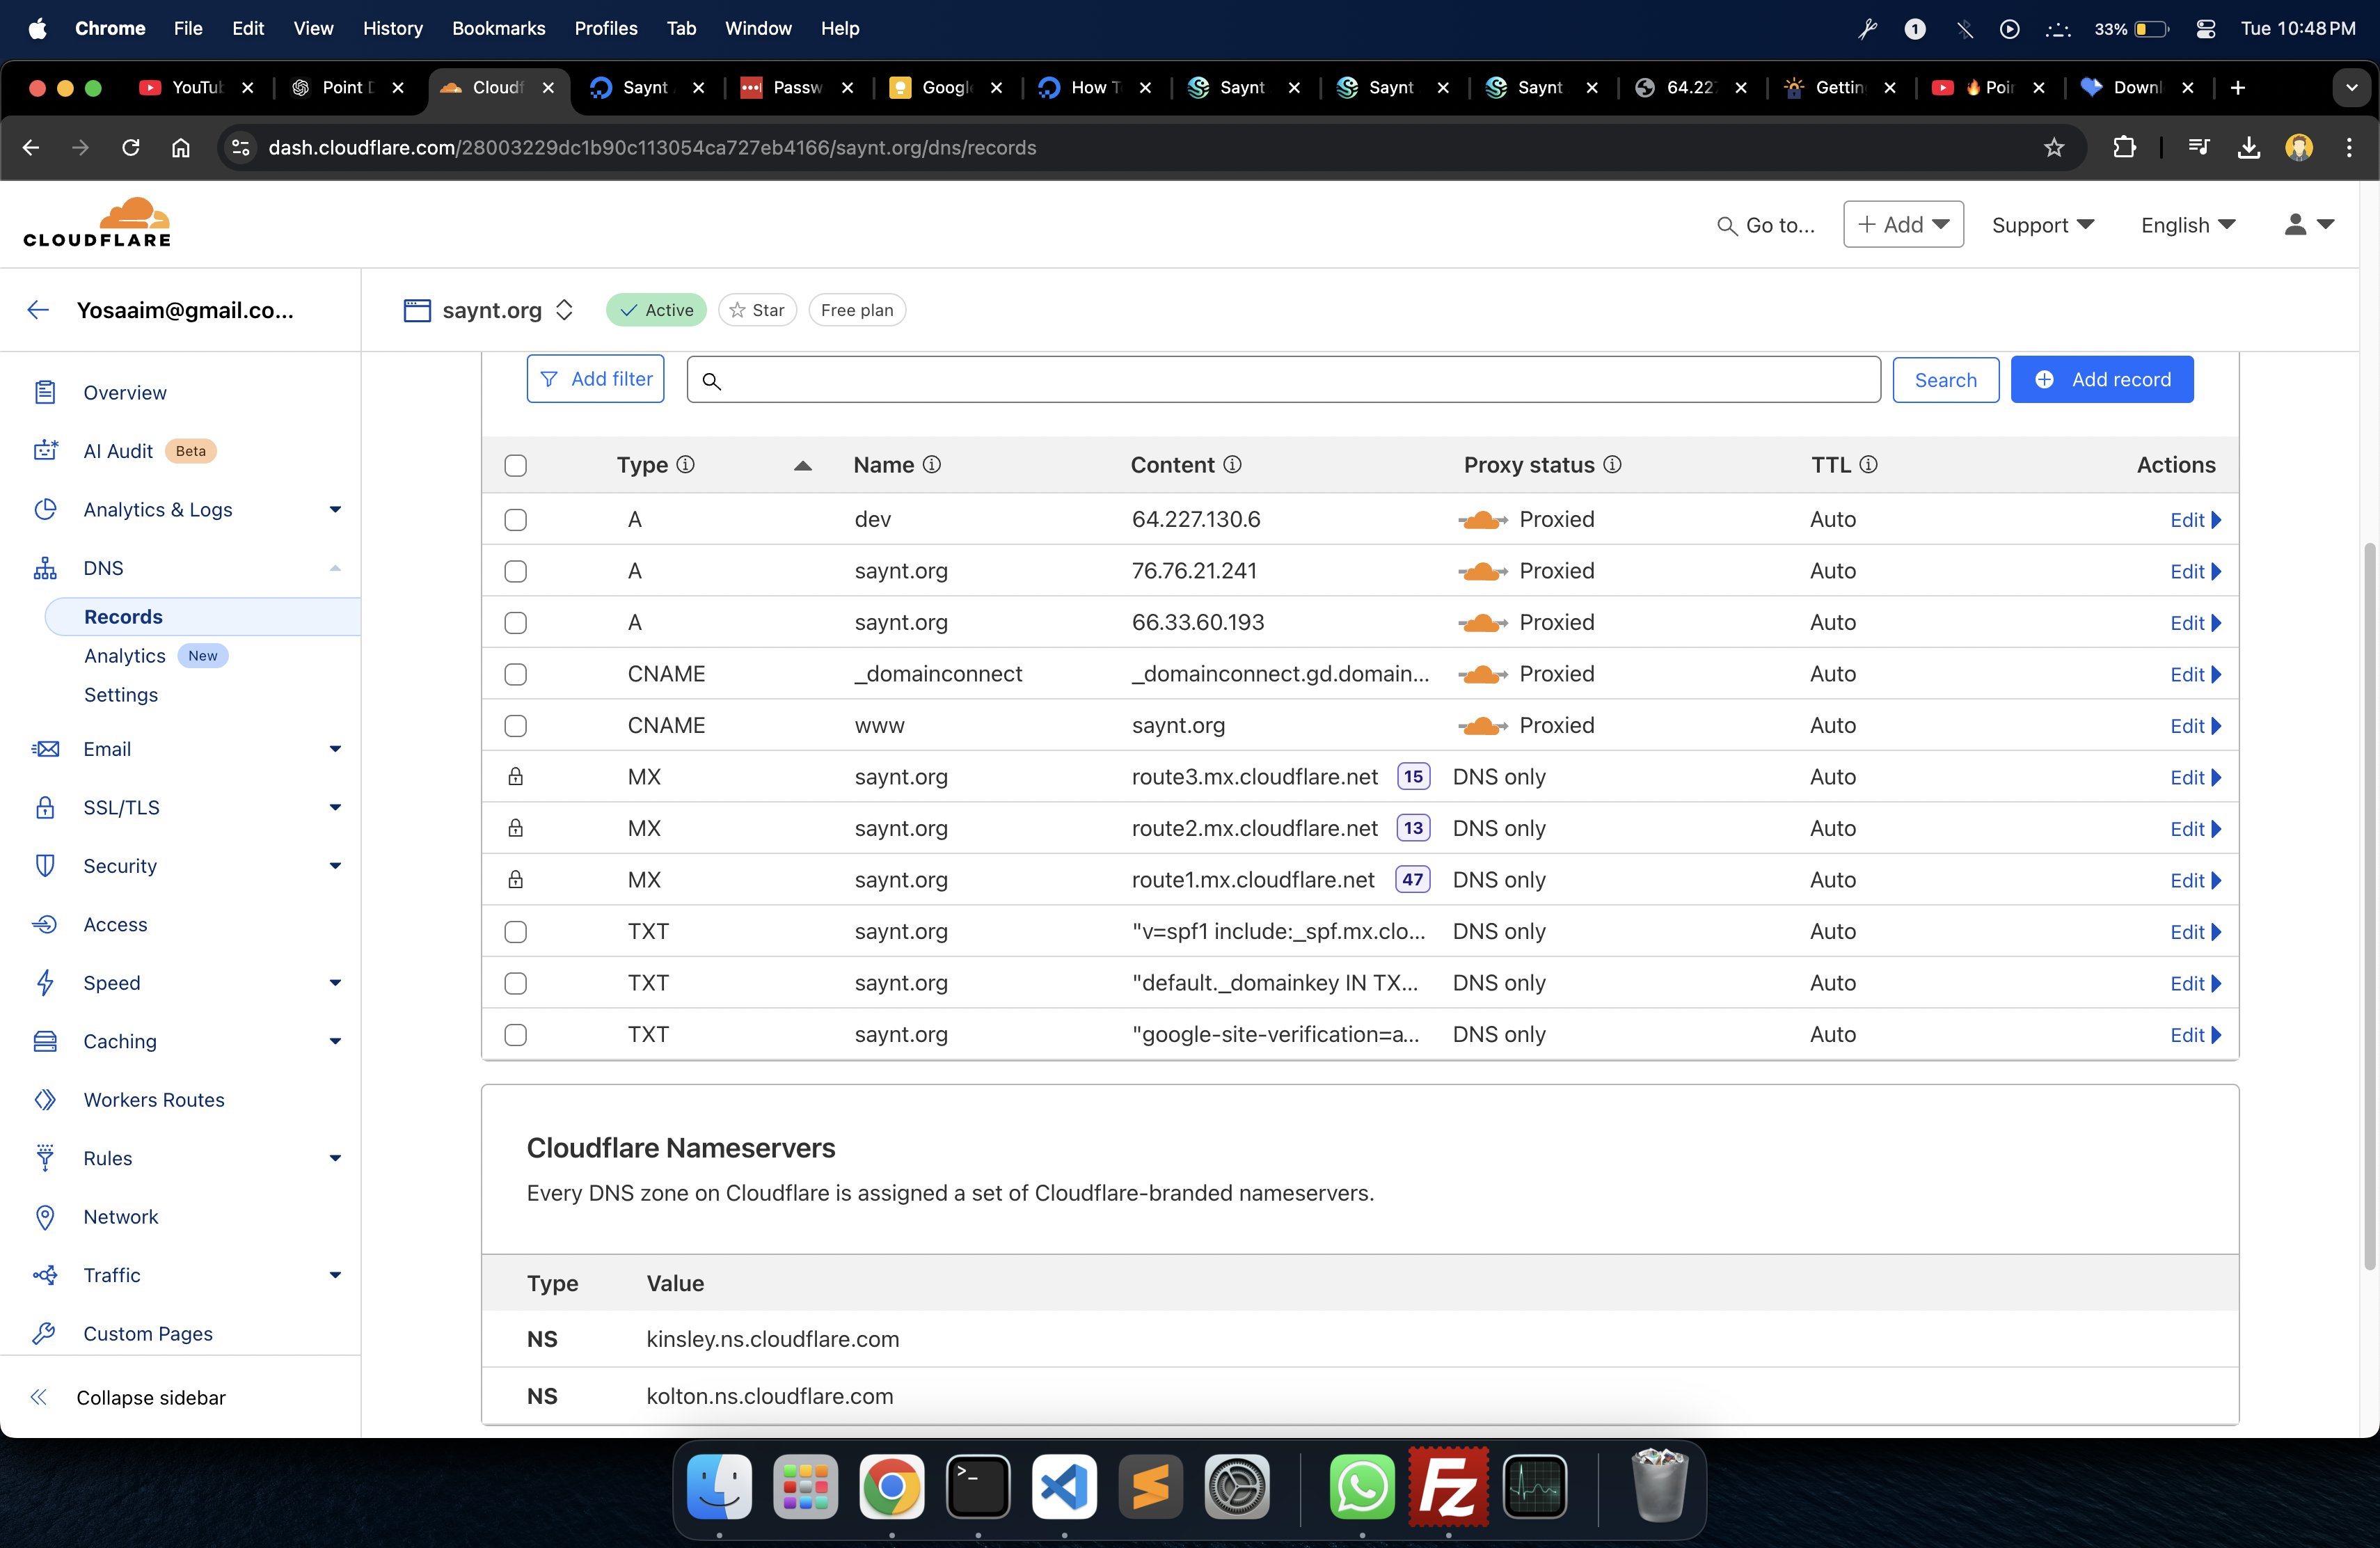 Chrome File Edit View History Bookmarks Profiles Tab Window Help 1 33% Tue 10:48 PM
YouTu Point D Cloudf Saynt Passw Googl How T Saynt Saynt Saynt 64.22 Gettin 🔥Poi Downl
dash.cloudflare.com/28003229dc1b90c113054ca727eb4166/saynt.org/dns/records
CLOUDFLARE Go to... + Add Support English
Yosaaim@gmail.co... saynt.org Active Star Free plan
Overview
AI Audit Beta
Analytics & Logs
DNS
Records
Analytics New
Settings
Email
SSL/TLS
Security
Access
Speed
Caching
Workers Routes
Rules
Network
Traffic
Custom Pages
Collapse sidebar
Add filter Search Add record
Type Name Content Proxy status TTL Actions
A dev 64.227.130.6 Proxied Auto Edit
A saynt.org 76.76.21.241 Proxied Auto Edit
A saynt.org 66.33.60.193 Proxied Auto Edit
CNAME _domainconnect _domainconnect.gd.domain... Proxied Auto Edit
CNAME www saynt.org Proxied Auto Edit
MX saynt.org route3.mx.cloudflare.net 15 DNS only Auto Edit
MX saynt.org route2.mx.cloudflare.net 13 DNS only Auto Edit
MX saynt.org route1.mx.cloudflare.net 47 DNS only Auto Edit
TXT saynt.org "v=spf1 include:_spf.mx.clo... DNS only Auto Edit
TXT saynt.org "default._domainkey IN TX... DNS only Auto Edit
TXT saynt.org "google-site-verification=a... DNS only Auto Edit
Cloudflare Nameservers
Every DNS zone on Cloudflare is assigned a set of Cloudflare-branded nameservers.
Type Value
NS kinsley.ns.cloudflare.com
NS kolton.ns.cloudflare.com
Fz